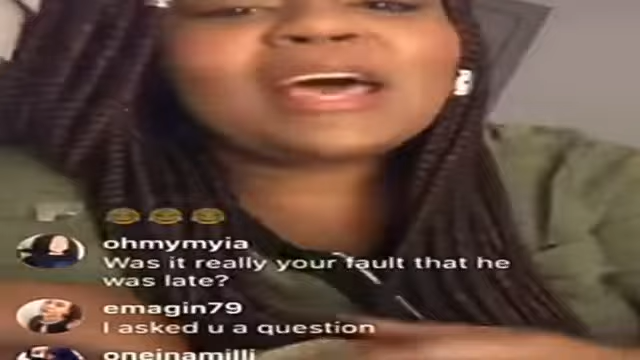 😂 😂 😂
ohmymyia
Was it really your fault that he
was late?
emagin79
I asked u a question
oneinamilli